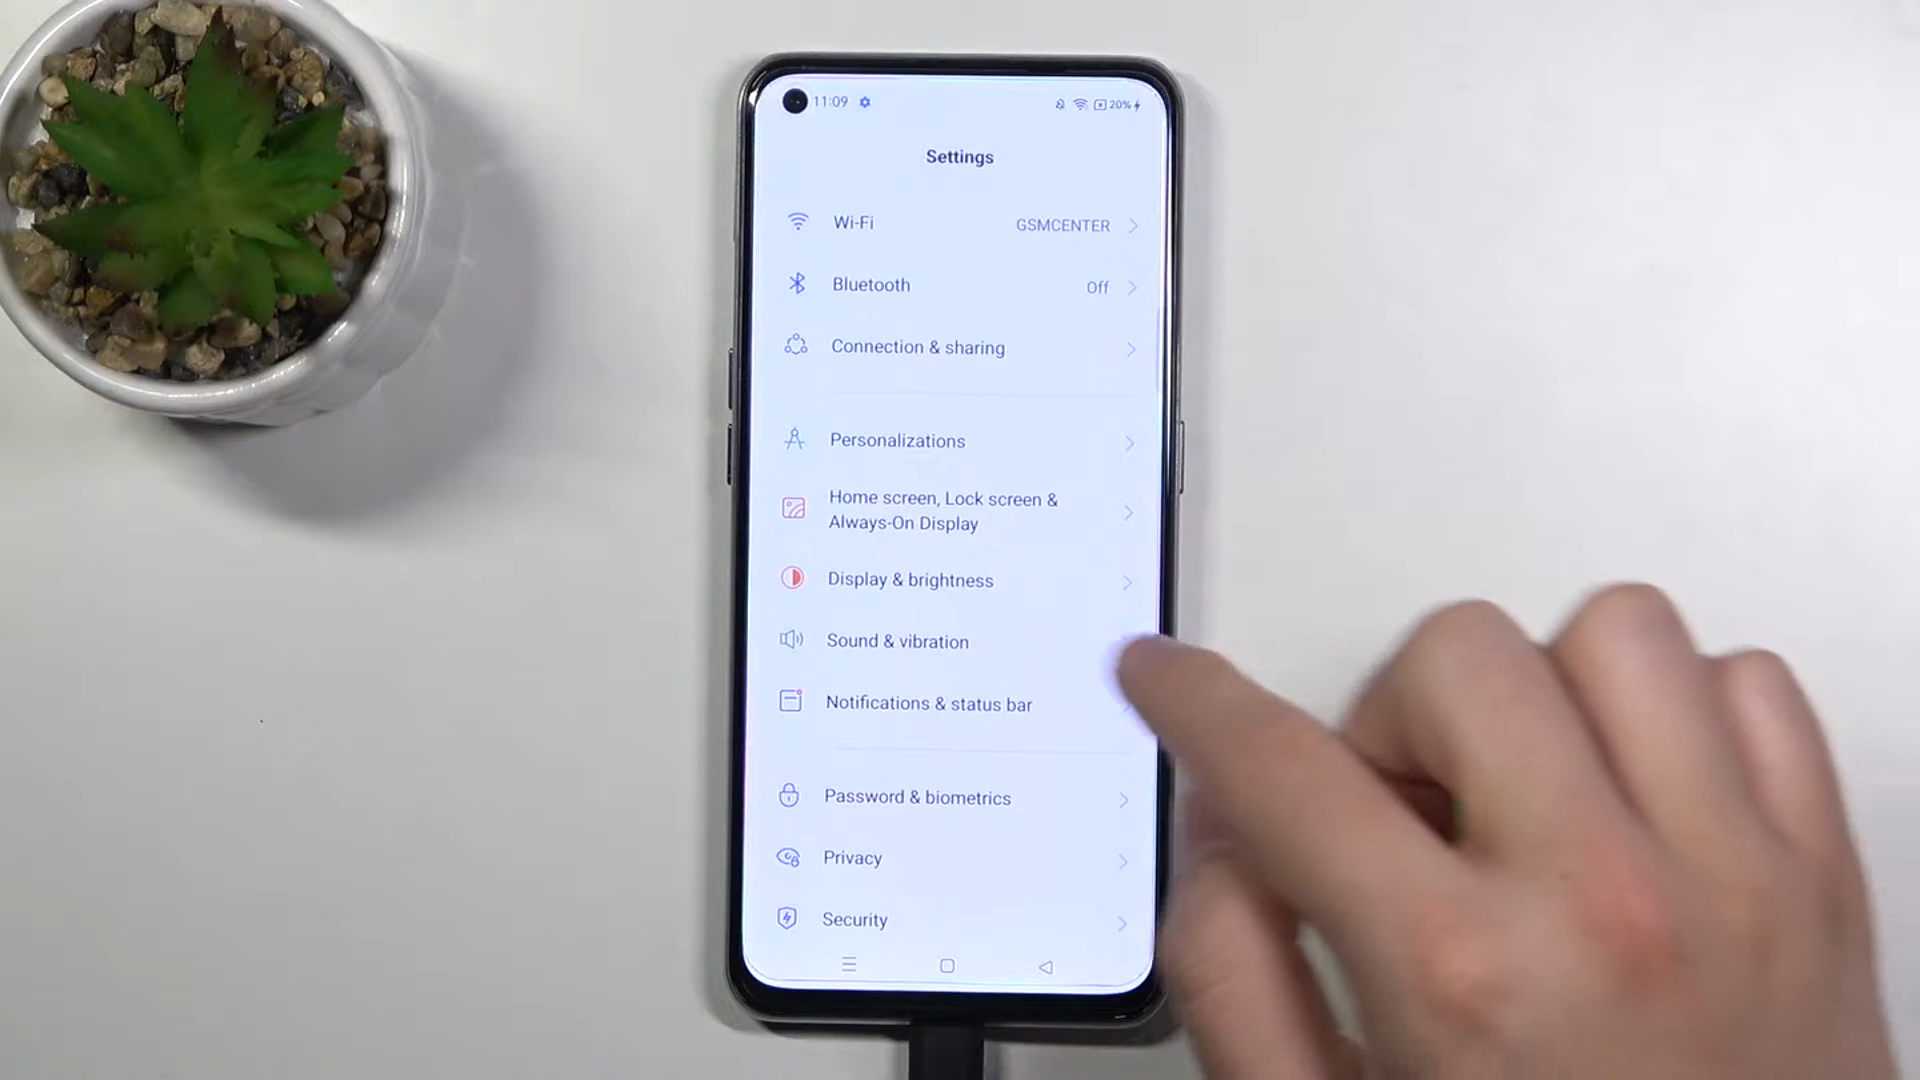 11:09
20%
Settings
Wi-Fi
GSMCENTER
Bluetooth
Off
Connection & sharing
Personalizations
Home screen, Lock screen &
Always-On Display
Display & brightness
Sound & vibration
Notifications & status bar
Password & biometrics
Privacy
Security